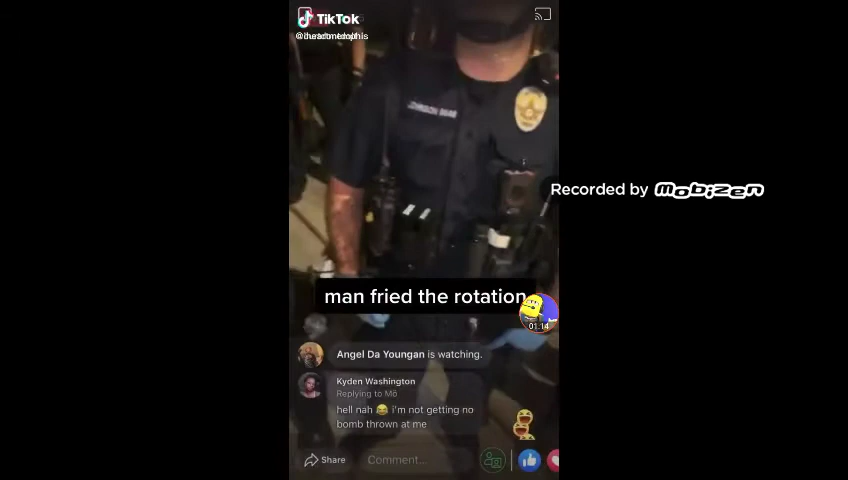 TikTok
Recorded by MOBIZEN
man fried the rotation
01:14
Angel Da Youngan is watching.
Kyden Washington
Replying to Mö
hell nah 😂 i'm not getting no
bomb thrown at me
Share
Comment...